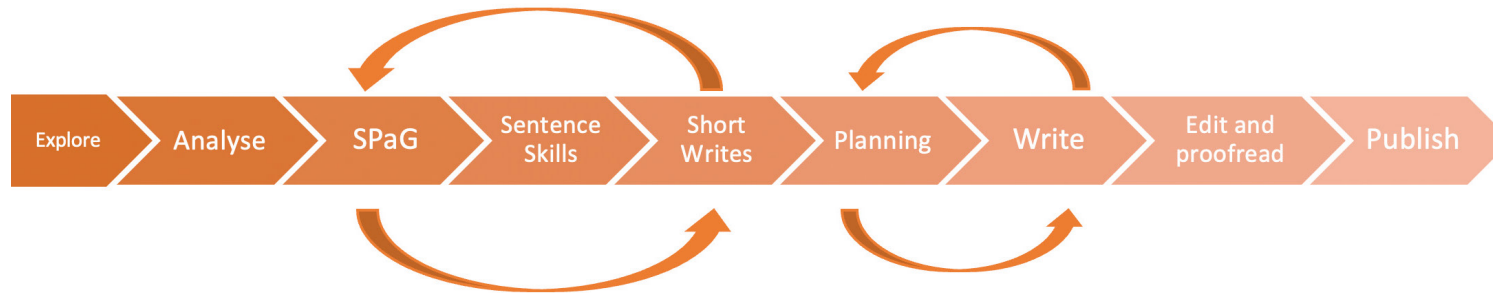 Explore
Analyse
SPaG
Sentence
Skills
Short
Writes
Planning
Write
Edit and
proofread
Publish